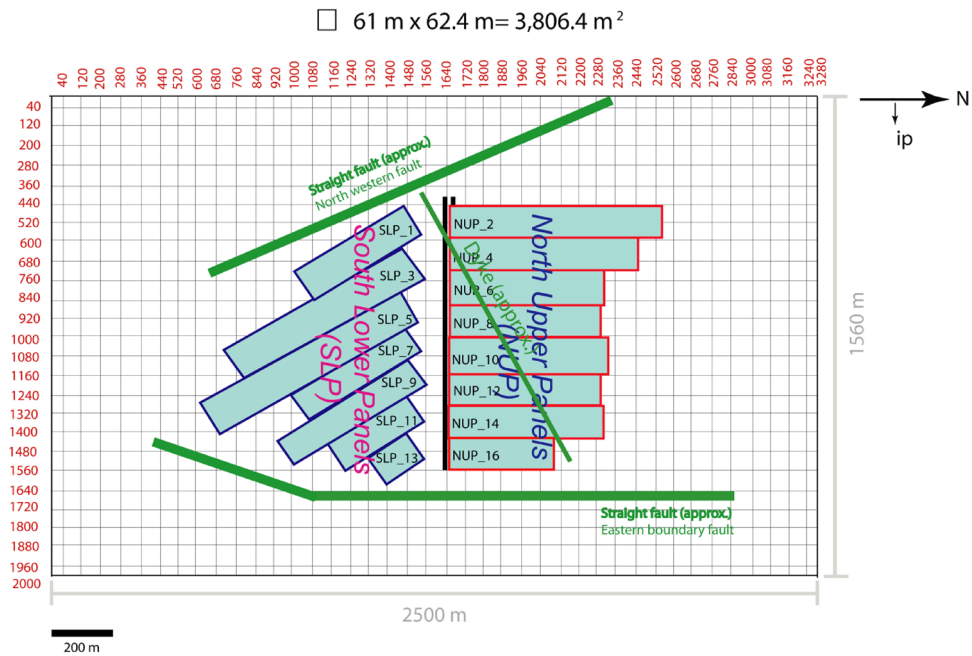 61 m x 62.4 m= 3,806.4 m²
40 120 200 280 360 440 520 600 680 760 840 920 1000 1080 1160 1240 1320 1400 1480 1560 1640 1720 1800 1880 1960 2040 2120 2200 2280 2360 2440 2520 2600 2680 2760 2840 2920 3000 3080 3160 3240 3280
40
120
200
280
360
440
520
600
680
760
840
920
1000
1080
1160
1240
1320
1400
1480
1560
1640
1720
1800
1880
1960
2000
N
ip
Straight fault (approx.)
North western fault
SLP_1
SLP_3
SLP_5
SLP_7
SLP_9
SLP_11
SLP_13
South Lower Panels
(SLP)
NUP_2
NUP_4
NUP_6
NUP_8
NUP_10
NUP_12
NUP_14
NUP_16
North Upper Panels
(NUP)
Dyke (approx.)
Straight fault (approx.)
Eastern boundary fault
1560 m
2500 m
200 m